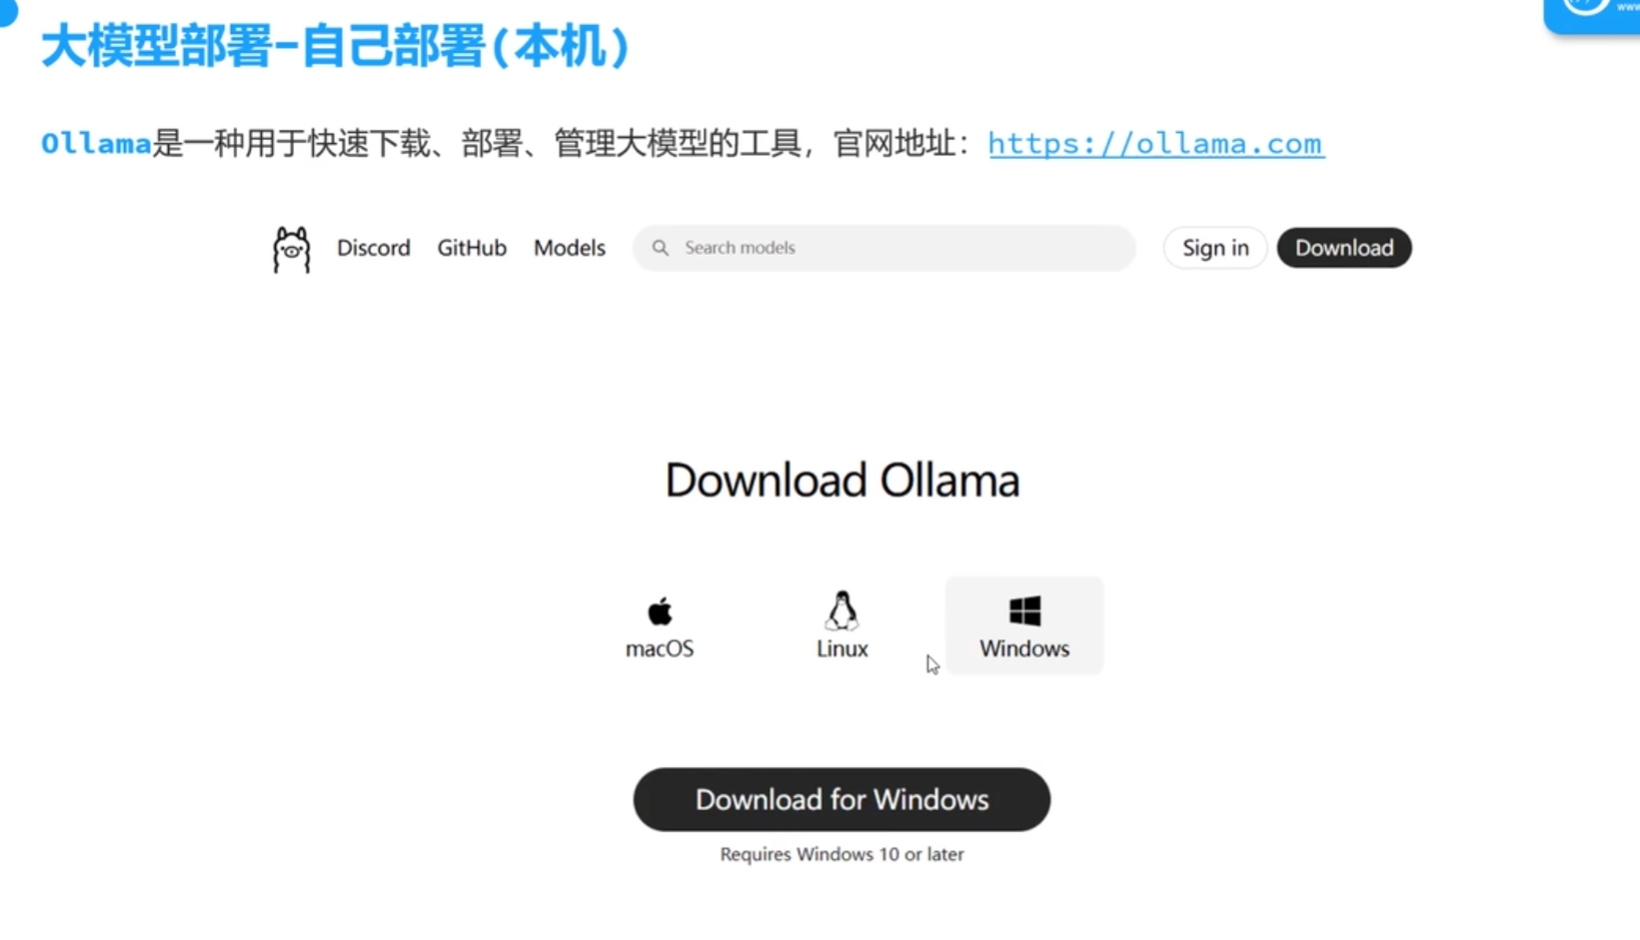 大模型部署-自己部署(本机)
www
Ollama是一种用于快速下载、部署、管理大模型的工具，官网地址：https://ollama.com
Discord GitHub Models Search models Sign in Download
Download Ollama
macOS Linux Windows
Download for Windows
Requires Windows 10 or later